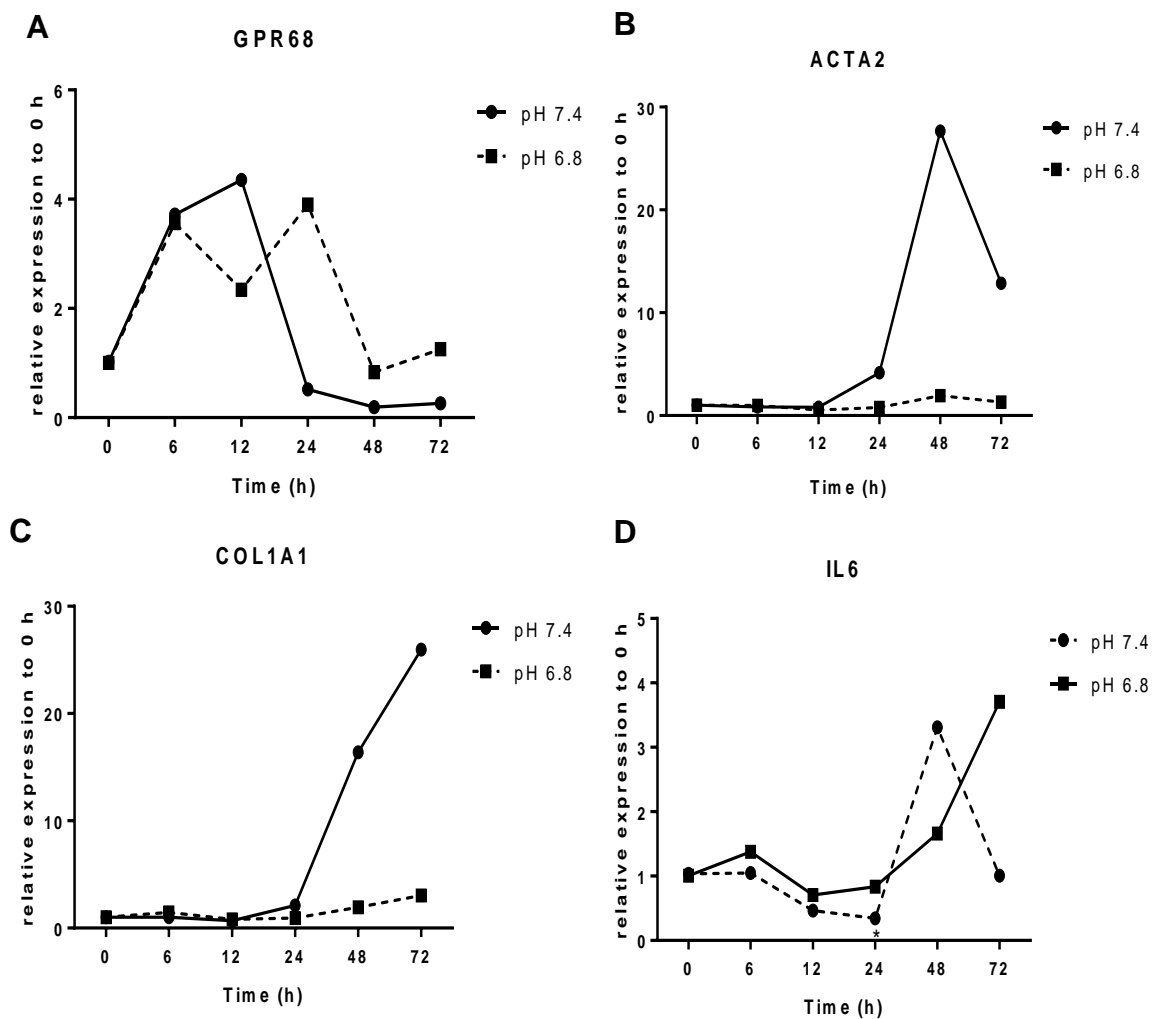 A
GPR68
relative expression to 0 h
6
4
2
0
0 6 12 24 48 72
Time (h)
pH 7.4
pH 6.8
B
ACTA2
relative expression to 0 h
30
20
10
0
0 6 12 24 48 72
Time (h)
pH 7.4
pH 6.8
C
COL1A1
relative expression to 0 h
30
20
10
0
0 6 12 24 48 72
Time (h)
pH 7.4
pH 6.8
D
IL6
relative expression to 0 h
5
4
3
2
1
0
*
0 6 12 24 48 72
Time (h)
pH 7.4
pH 6.8